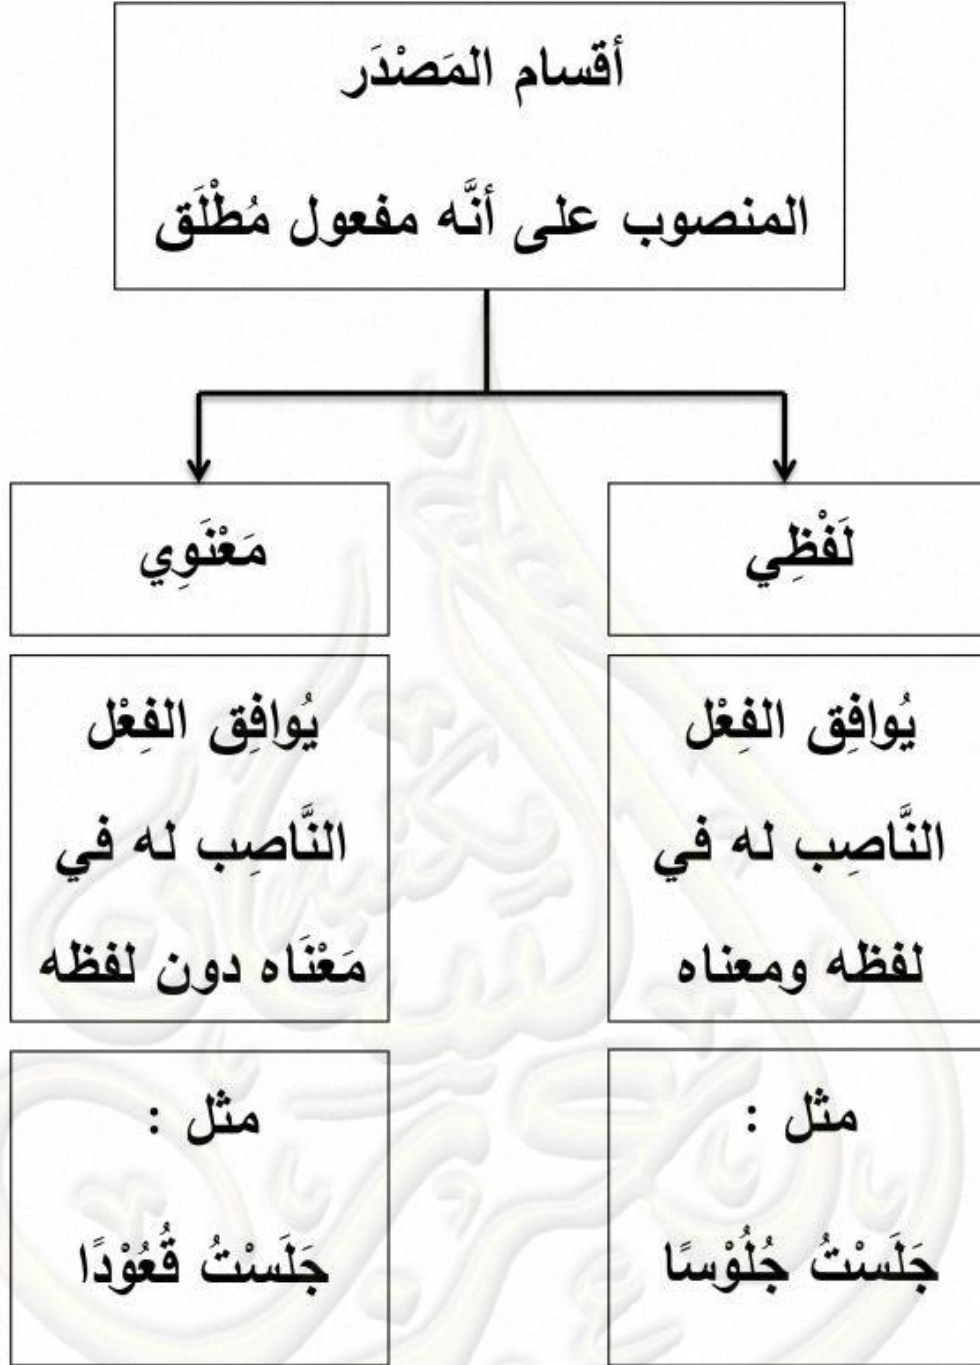 أقسام المَصْدَر
المنصوب على أنَّه مفعول مُطْلَق
لَفْظِي
يُوافِق الفِعْل
النَّاصِب له في
لفظه ومعناه
مثل :
جَلَسْتُ جُلُوْسًا
مَعْنَوِي
يُوافِق الفِعْل
النَّاصِب له في
مَعْنَاه دون لفظه
مثل :
جَلَسْتُ قُعُوْدًا